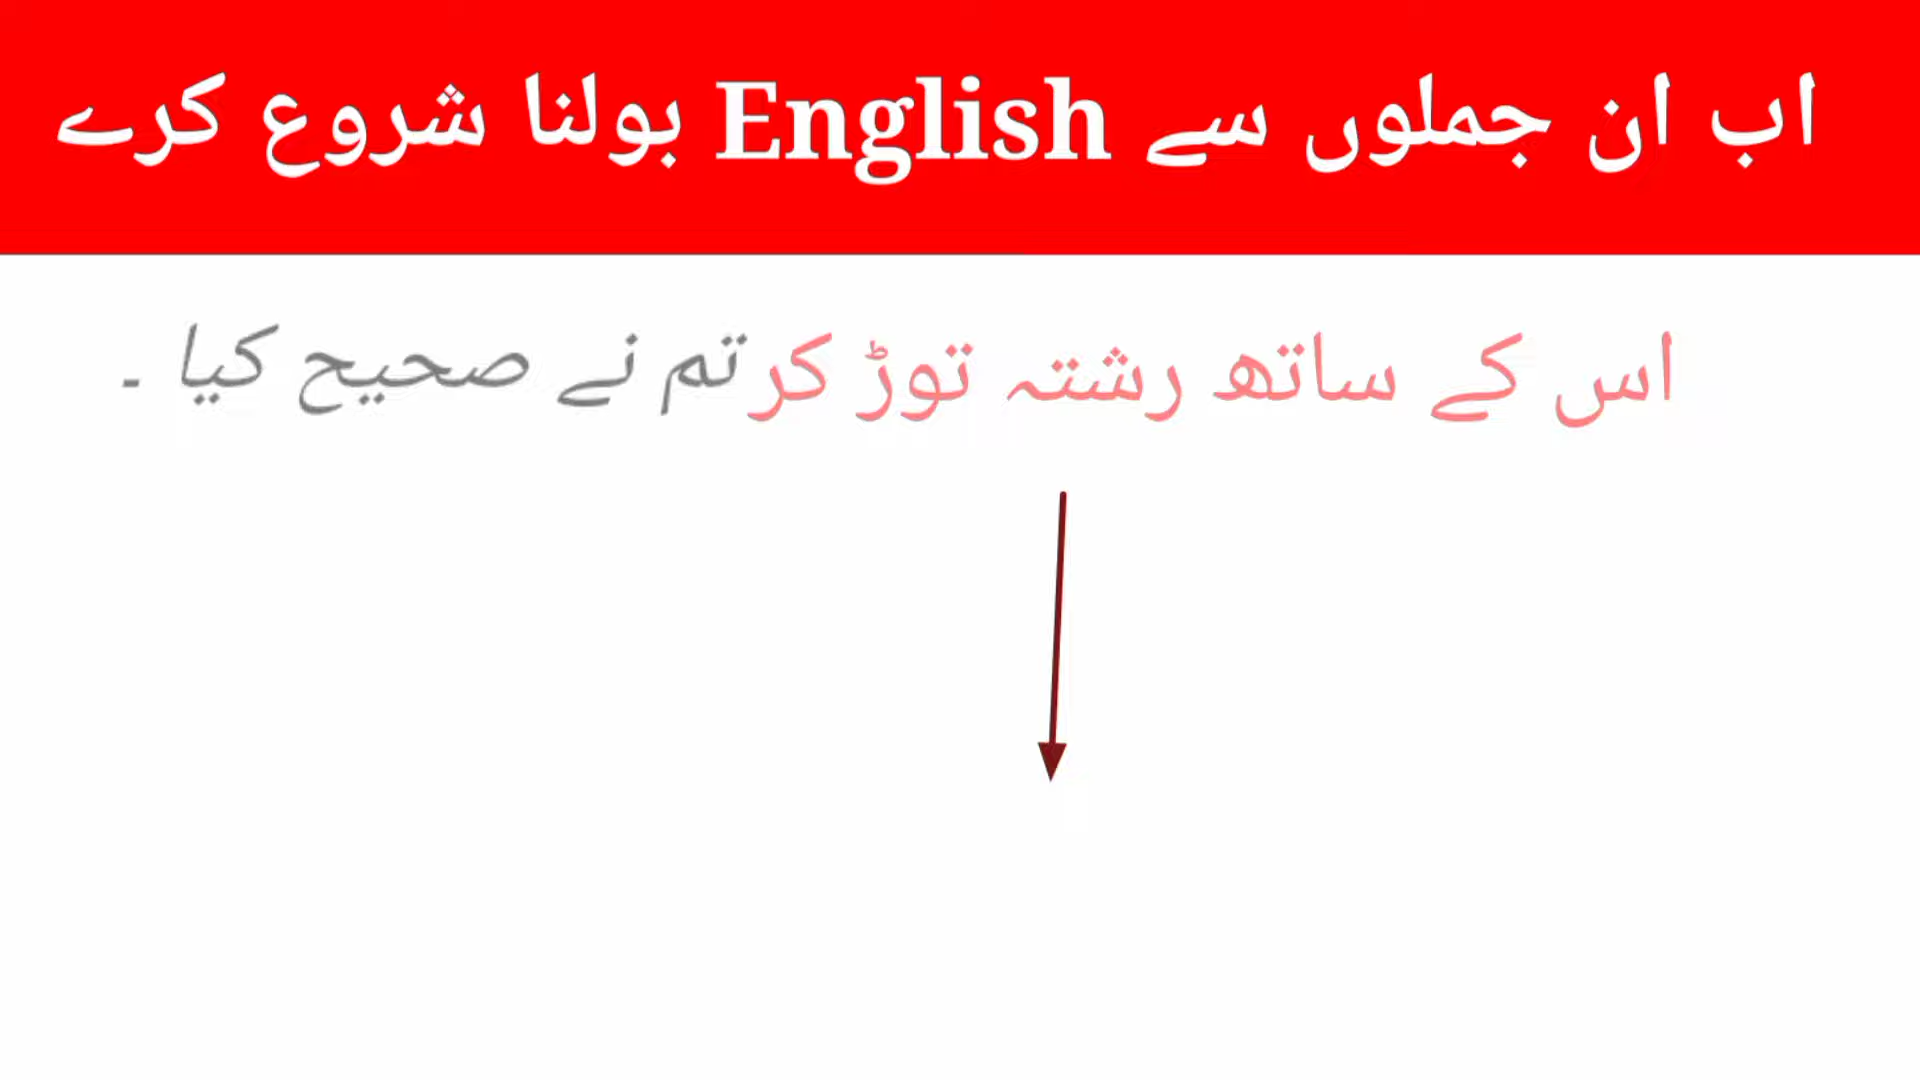 اب ان جملوں سے English بولنا شروع کرے
اس کے ساتھ رشتہ توڑ کر تم نے صحیح کیا ۔